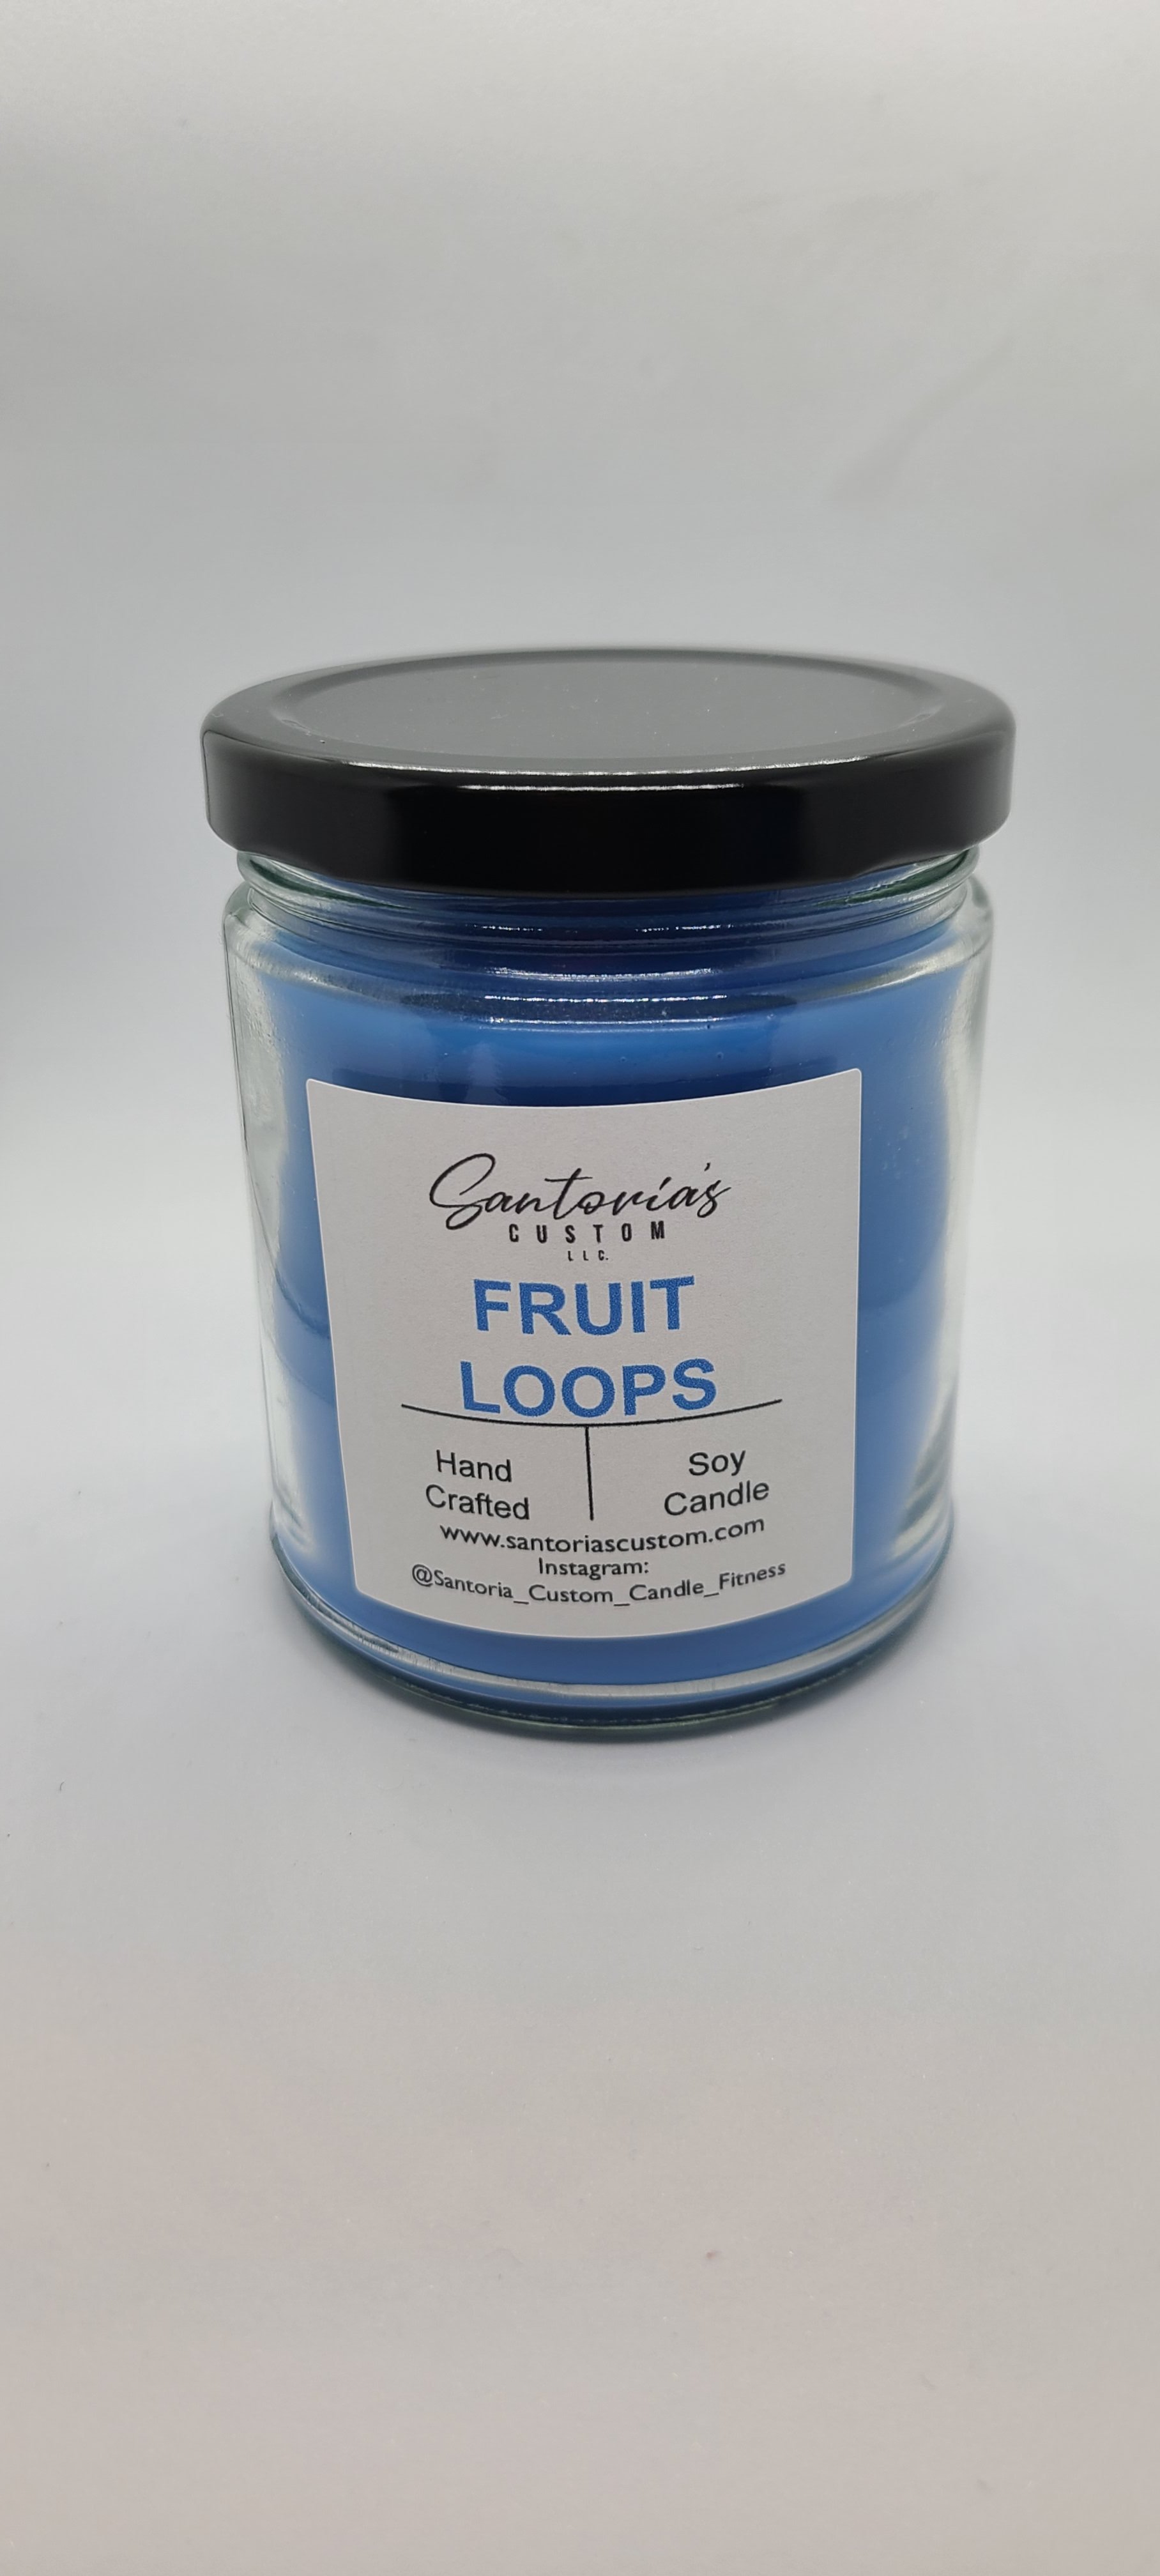 Santoria's
CUSTOM
LLC.
FRUIT
LOOPS
Hand
Crafted
Soy
Candle
www.santoriascustom.com
Instagram:
@Santoria_Custom_Candle_Fitness